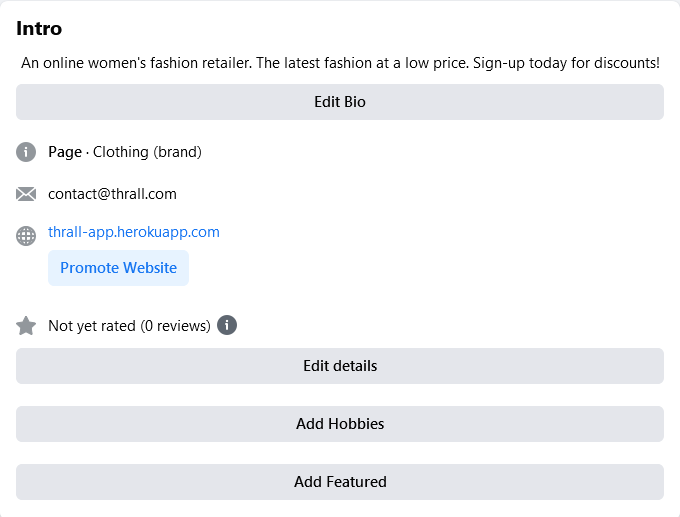 Intro
An online women's fashion retailer. The latest fashion at a low price. Sign-up today for discounts!
Edit Bio
Page · Clothing (brand)
contact@thrall.com
thrall-app.herokuapp.com
Promote Website
Not yet rated (0 reviews)
Edit details
Add Hobbies
Add Featured